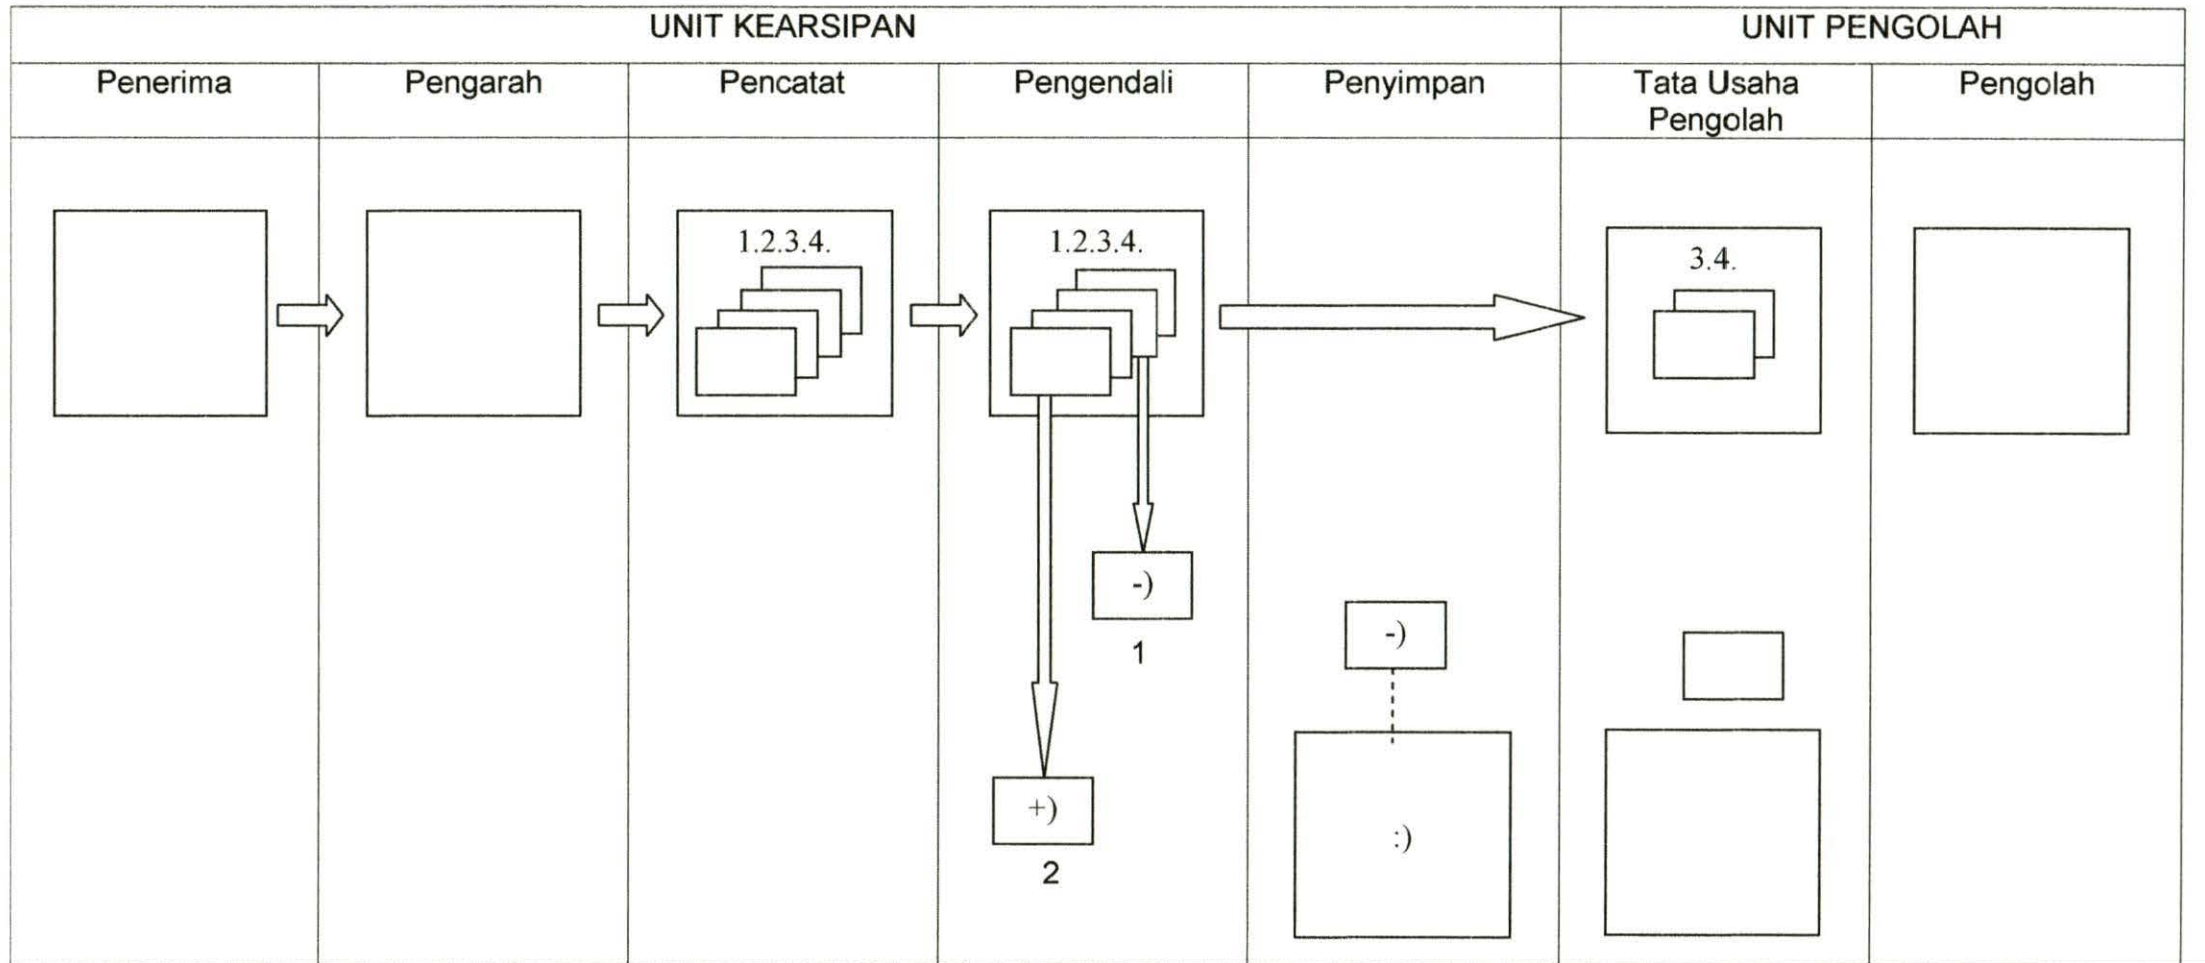 UNIT KEARSIPAN
UNIT PENGOLAH
Penerima
Pengarah
Pencatat
Pengendali
Penyimpan
Tata Usaha
Pengolah
Pengolah
1.2.3.4.
1.2.3.4.
3.4.
-)
1
-)
+)
2
:)